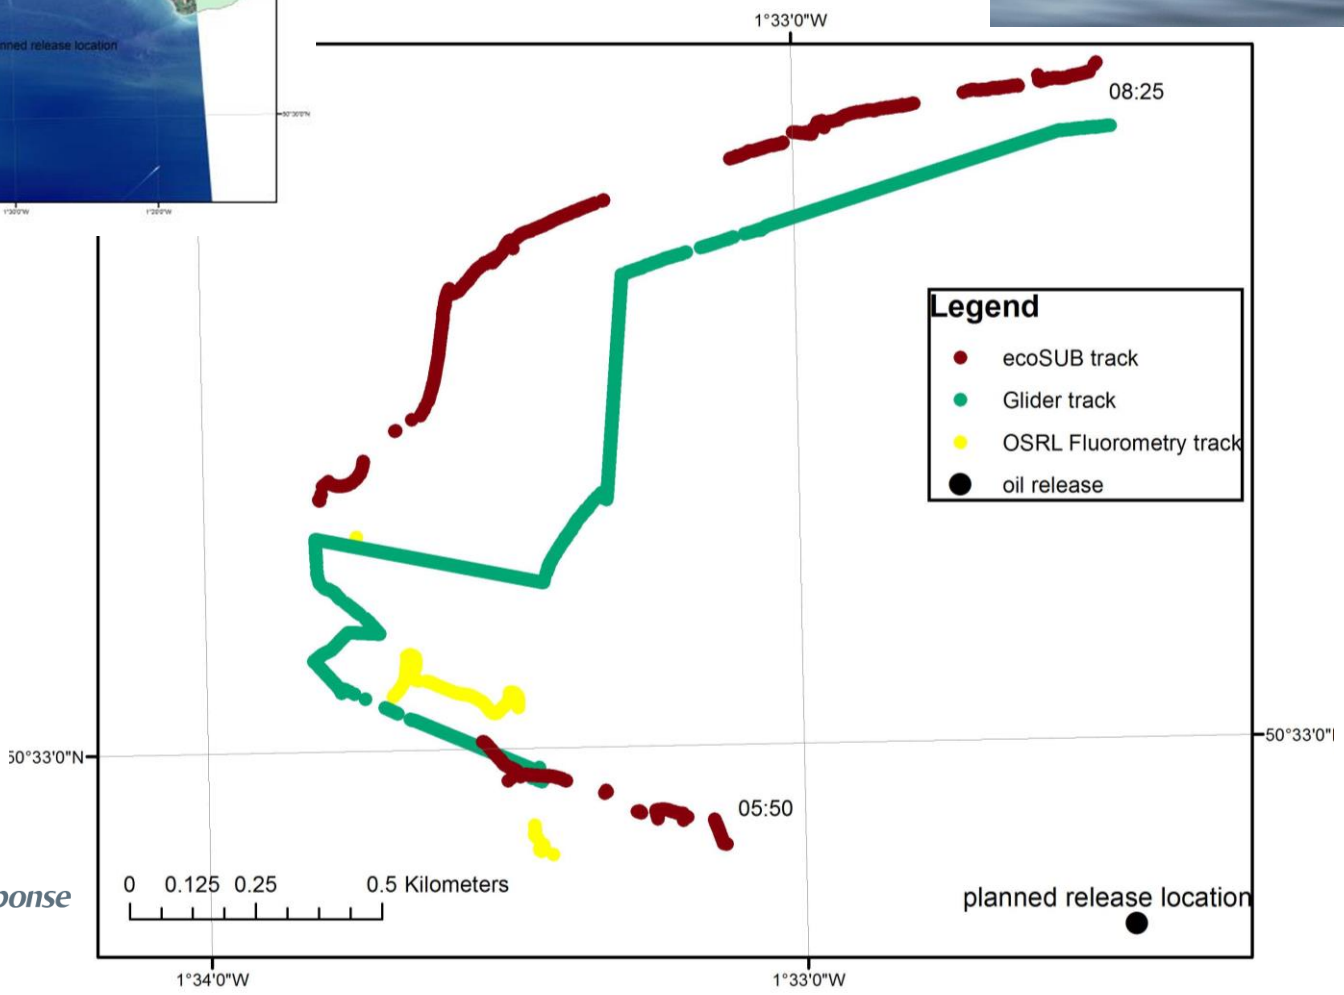 nned release location
1°33'0"W
08:25
Legend
ecoSUB track
Glider track
OSRL Fluorometry track
oil release
50°33'0"N
50°33'0"
05:50
0 0.125 0.25 0.5 Kilometers
ponse
planned release location
1°34'0"W
1°33'0"W